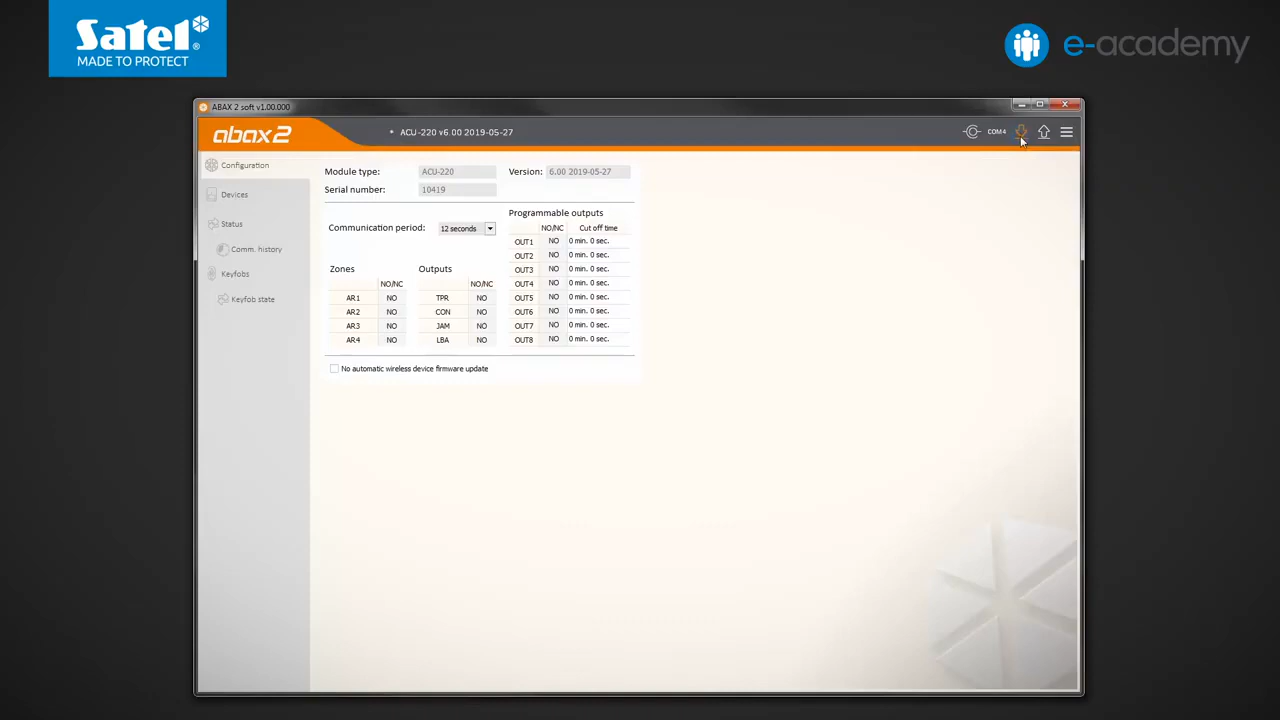 Satel®
MADE TO PROTECT
e-academy
ABAX 2 soft v1.00.000
abax2
* ACU-220 v6.00 2019-05-27
COM4
Configuration
Devices
Status
Comm. history
Keyfobs
Keyfob state
Module type: ACU-220 Version: 6.00 2019-05-27
Serial number: 10419
Communication period: 12 seconds
Programmable outputs
NO/NC Cut off time
OUT1 NO 0 min. 0 sec.
OUT2 NO 0 min. 0 sec.
OUT3 NO 0 min. 0 sec.
OUT4 NO 0 min. 0 sec.
OUT5 NO 0 min. 0 sec.
OUT6 NO 0 min. 0 sec.
OUT7 NO 0 min. 0 sec.
OUT8 NO 0 min. 0 sec.
Zones
NO/NC
AR1 NO
AR2 NO
AR3 NO
AR4 NO
Outputs
NO/NC
TPR NO
CON NO
JAM NO
LBA NO
No automatic wireless device firmware update